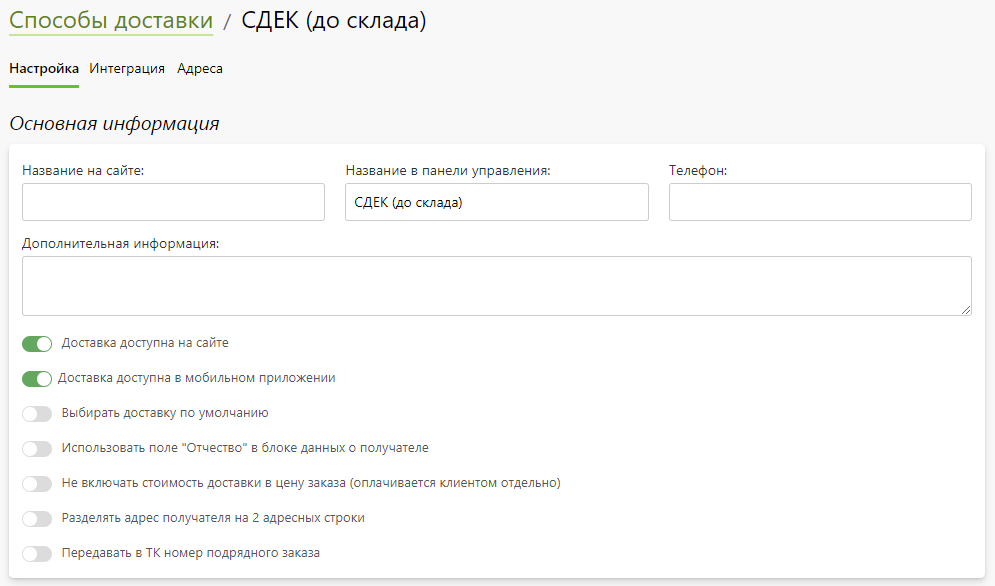 Способы доставки / СДЕК (до склада)
Настройка Интеграция Адреса
Основная информация
Название на сайте: Название в панели управления: Телефон:
СДЕК (до склада)
Дополнительная информация:
Доставка доступна на сайте
Доставка доступна в мобильном приложении
Выбирать доставку по умолчанию
Использовать поле "Отчество" в блоке данных о получателе
Не включать стоимость доставки в цену заказа (оплачивается клиентом отдельно)
Разделять адрес получателя на 2 адресных строки
Передавать в ТК номер подрядного заказа